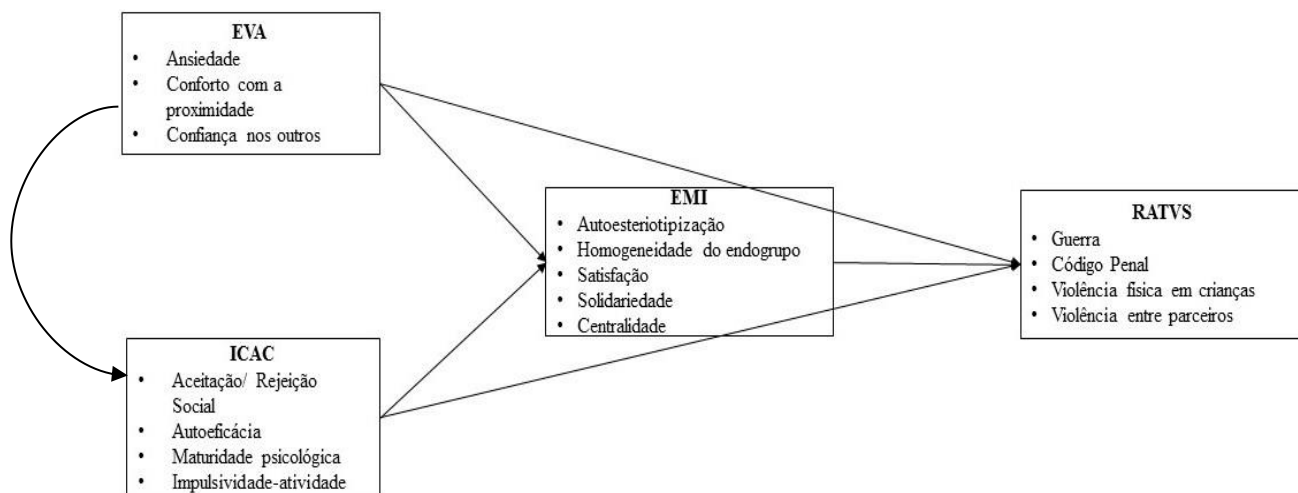 EVA
• Ansiedade
• Conforto com a
proximidade
• Confiança nos outros
EMI
• Autoesteriotipização
• Homogeneidade do endogrupo
• Satisfação
• Solidariedade
• Centralidade
RATVS
• Guerra
• Código Penal
• Violência física em crianças
• Violência entre parceiros
ICAC
• Aceitação/ Rejeição
Social
• Autoeficácia
• Maturidade psicológica
• Impulsividade-atividade